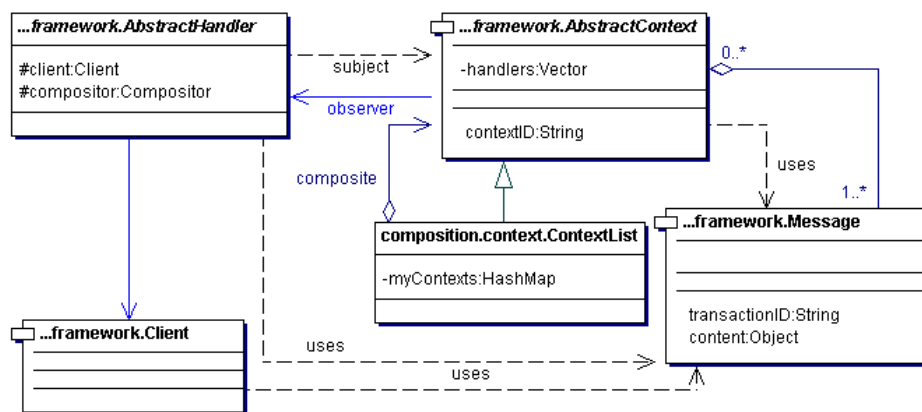 ...framework.AbstractHandler
#client:Client
#compositor:Compositor
subject
observer
...framework.AbstractContext
-handlers:Vector
contextID:String
0..*
composite
uses
1..*
composition.context.ContextList
-myContexts:HashMap
...framework.Message
transactionID:String
content:Object
...framework.Client
uses
uses